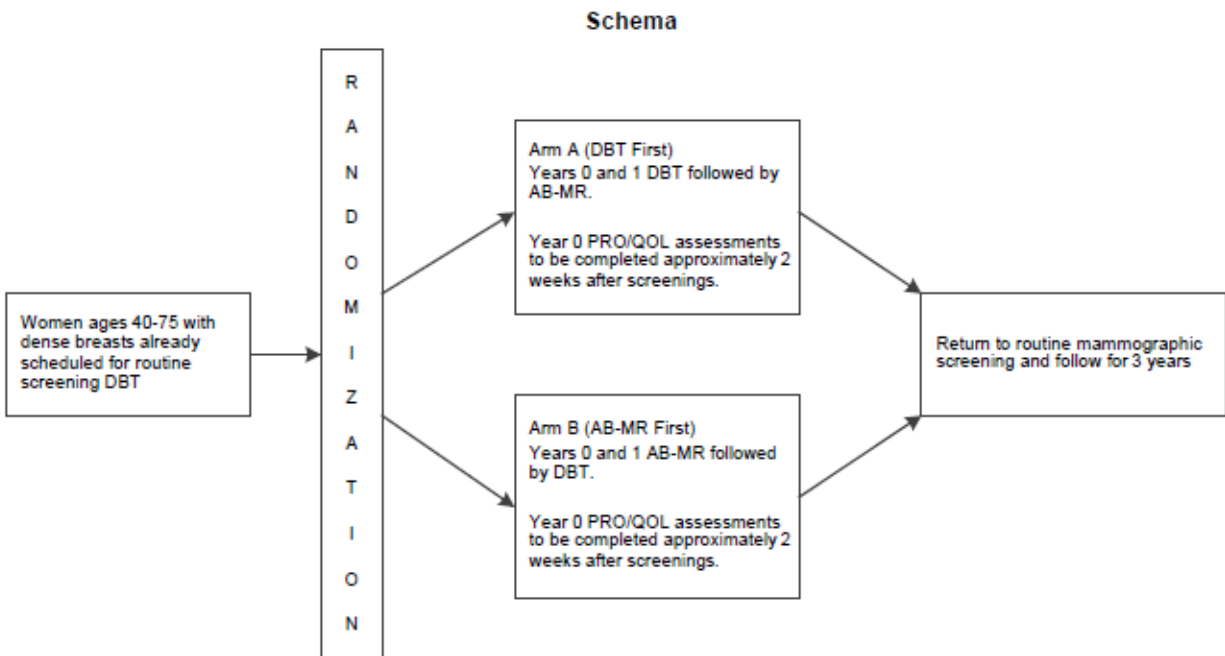 Schema
Women ages 40-75 with
dense breasts already
scheduled for routine
screening DBT
R
A
N
D
O
M
I
Z
A
T
I
O
N
Arm A (DBT First)
Years 0 and 1 DBT followed by
AB-MR.
Year 0 PRO/QOL assessments
to be completed approximately 2
weeks after screenings.
Arm B (AB-MR First)
Years 0 and 1 AB-MR followed
by DBT.
Year 0 PRO/QOL assessments
to be completed approximately 2
weeks after screenings.
Return to routine mammographic
screening and follow for 3 years